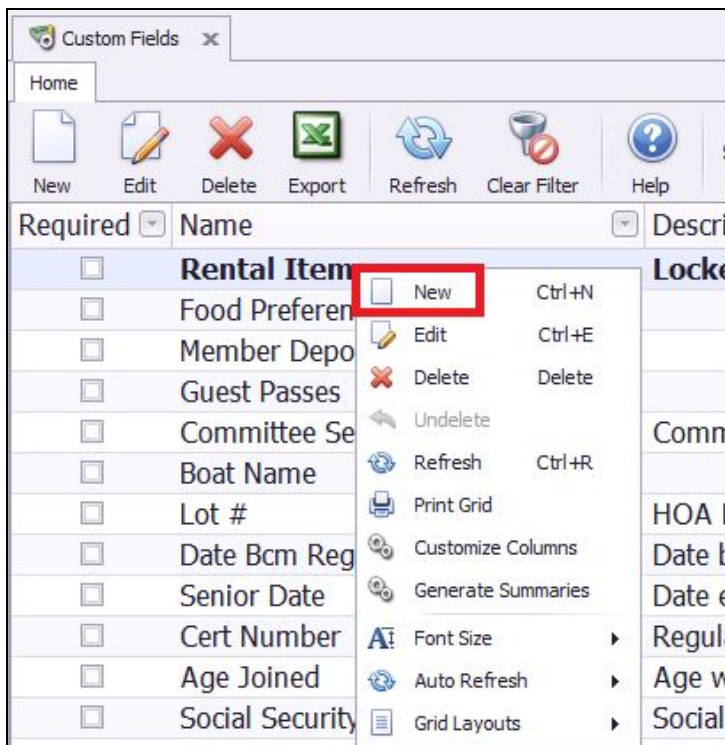 Custom Fields
Home
New Edit Delete Export Refresh Clear Filter Help
Required Name Descri
Rental Item Locke
New Ctrl+N
Food Preferen
Edit Ctrl+E
Member Depo
Delete Delete
Guest Passes
Undelete
Committee Se Comm
Refresh Ctrl+R
Boat Name
Print Grid
Lot # HOA
Customize Columns
Date Bcm Reg Date b
Generate Summaries
Senior Date Date e
Cert Number Regula
Font Size
Age Joined Age w
Auto Refresh
Social Security Social
Grid Layouts